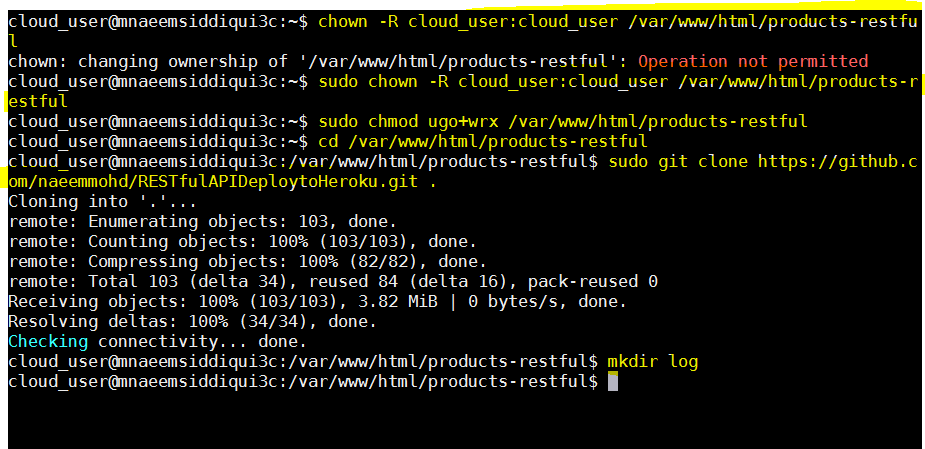 cloud_user@mnaeemsiddiqui3c:~$ chown -R cloud_user:cloud_user /var/www/html/products-restfu
l
chown: changing ownership of '/var/www/html/products-restful': Operation not permitted
cloud_user@mnaeemsiddiqui3c:~$ sudo chown -R cloud_user:cloud_user /var/www/html/products-r
estful
cloud_user@mnaeemsiddiqui3c:~$ sudo chmod ugo+wrx /var/www/html/products-restful
cloud_user@mnaeemsiddiqui3c:~$ cd /var/www/html/products-restful
cloud_user@mnaeemsiddiqui3c:/var/www/html/products-restful$ sudo git clone https://github.c
om/naeemmohd/RESTfulAPIDeploytoHeroku.git .
Cloning into '.'...
remote: Enumerating objects: 103, done.
remote: Counting objects: 100% (103/103), done.
remote: Compressing objects: 100% (82/82), done.
remote: Total 103 (delta 34), reused 84 (delta 16), pack-reused 0
Receiving objects: 100% (103/103), 3.82 MiB | 0 bytes/s, done.
Resolving deltas: 100% (34/34), done.
Checking connectivity... done.
cloud_user@mnaeemsiddiqui3c:/var/www/html/products-restful$ mkdir log
cloud_user@mnaeemsiddiqui3c:/var/www/html/products-restful$